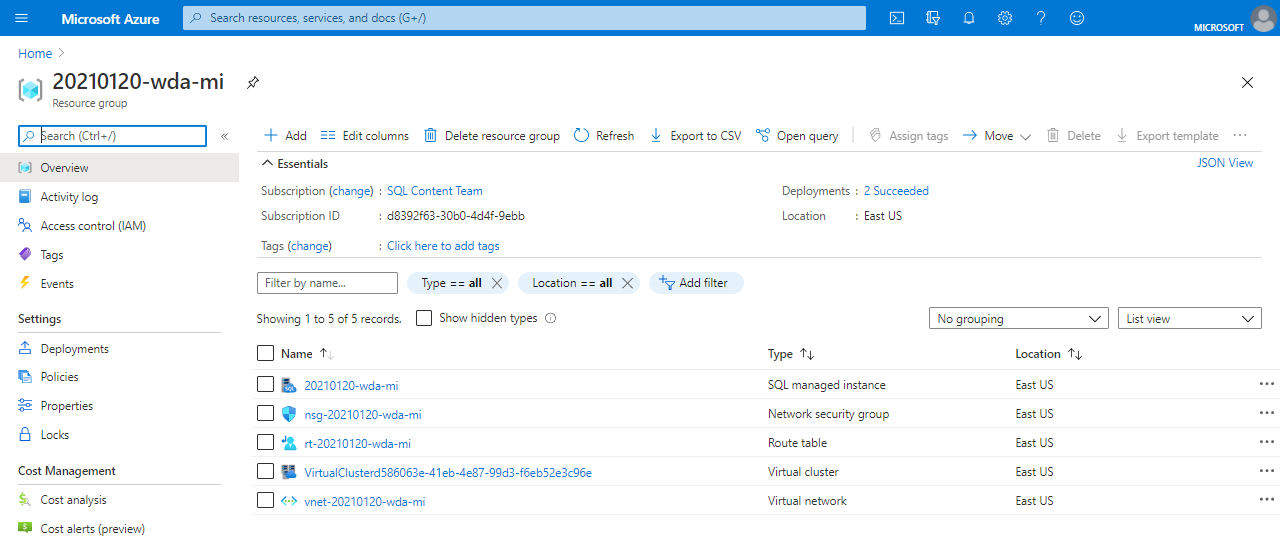 Microsoft Azure
Search resources, services, and docs (G+/)
MICROSOFT
Home
20210120-wda-mi
Resource group
Search (Ctrl+/)
Overview
Activity log
Access control (IAM)
Tags
Events
Settings
Deployments
Policies
Properties
Locks
Cost Management
Cost analysis
Cost alerts (preview)
Add Edit columns Delete resource group Refresh Export to CSV Open query Assign tags Move Delete Export template
Essentials JSON View
Subscription (change) : SQL Content Team Deployments : 2 Succeeded
Subscription ID : d8392f63-30b0-4d4f-9ebb Location : East US
Tags (change) : Click here to add tags
Filter by name... Type == all Location == all Add filter
Showing 1 to 5 of 5 records. Show hidden types No grouping List view
Name Type Location
20210120-wda-mi SQL managed instance East US
nsg-20210120-wda-mi Network security group East US
rt-20210120-wda-mi Route table East US
VirtualClusterd586063e-41eb-4e87-99d3-f6eb52e3c96e Virtual cluster East US
vnet-20210120-wda-mi Virtual network East US